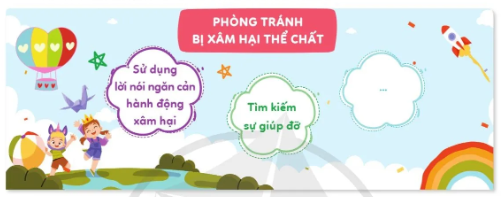 PHÒNG TRÁNH
BỊ XÂM HẠI THỂ CHẤT
Sử dụng
lời nói ngăn cản
hành động
xâm hại
Tìm kiếm
sự giúp đỡ
...